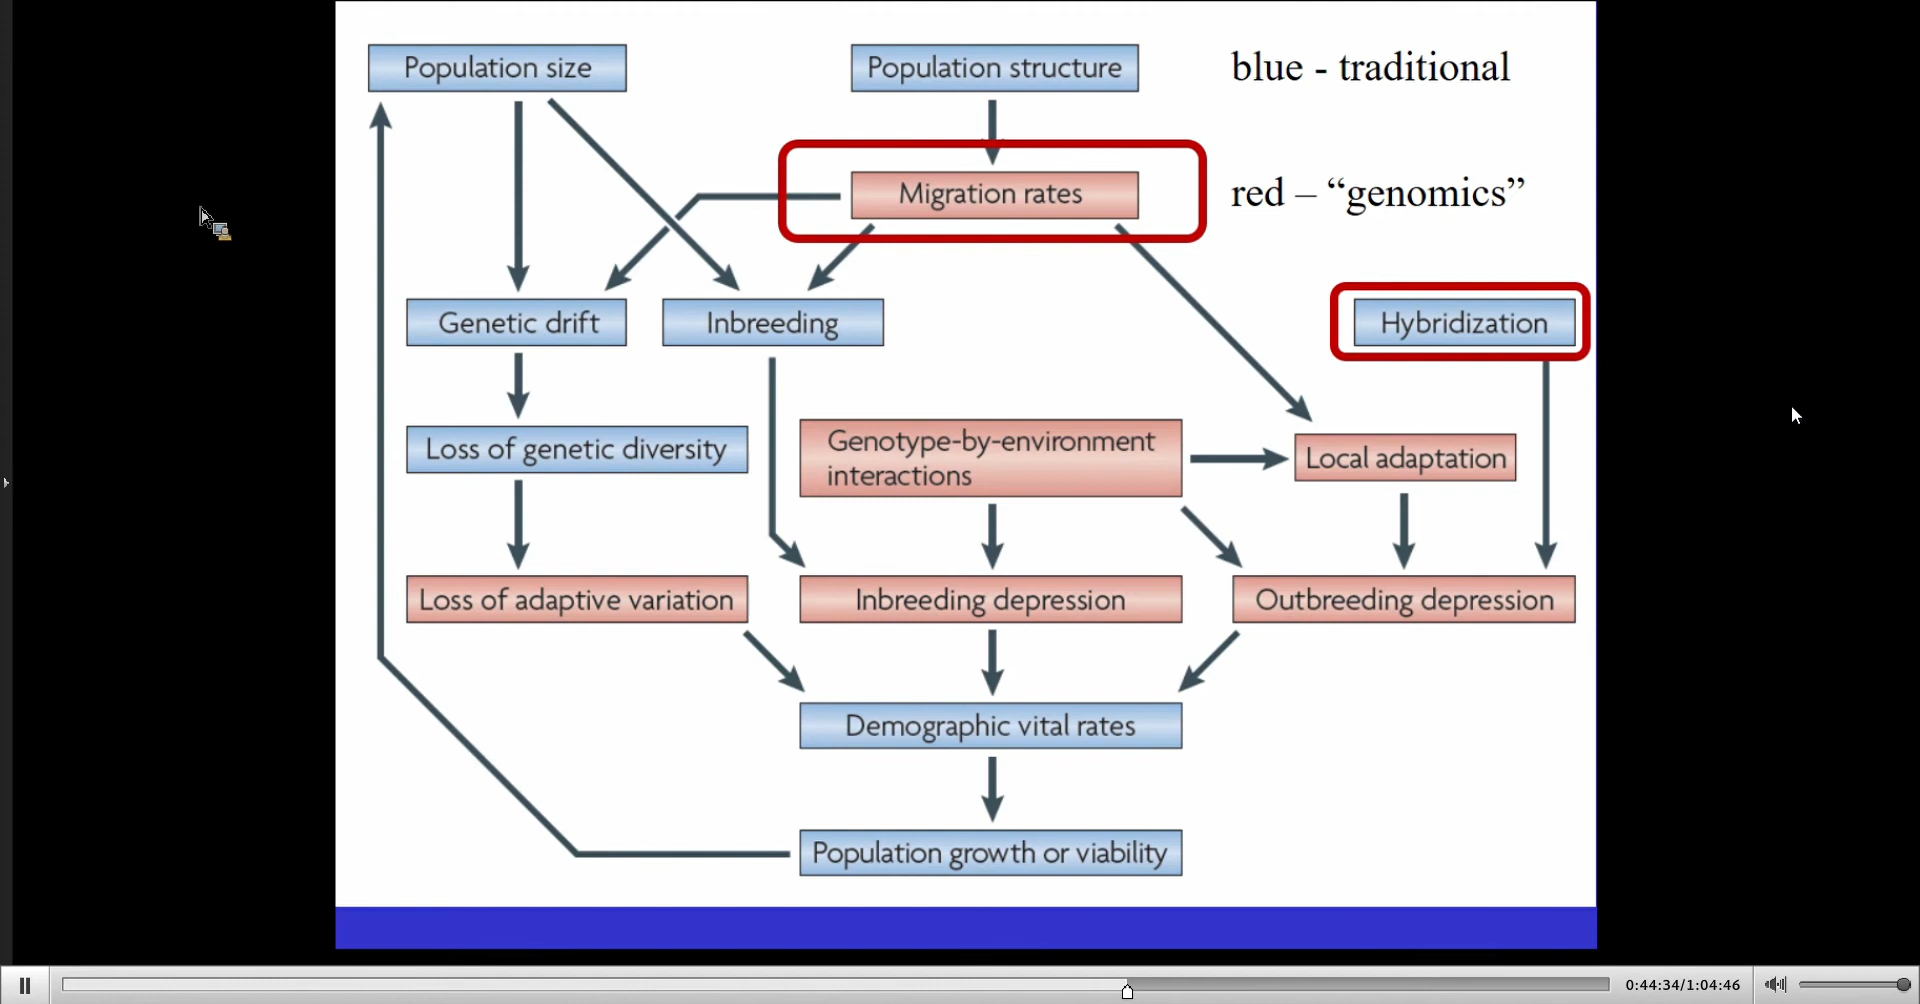 Population size
Population structure
blue - traditional
Migration rates
red – “genomics”
Genetic drift
Inbreeding
Hybridization
Loss of genetic diversity
Genotype-by-environment
interactions
Local adaptation
Loss of adaptive variation
Inbreeding depression
Outbreeding depression
Demographic vital rates
Population growth or viability
0:44:34/1:04:46